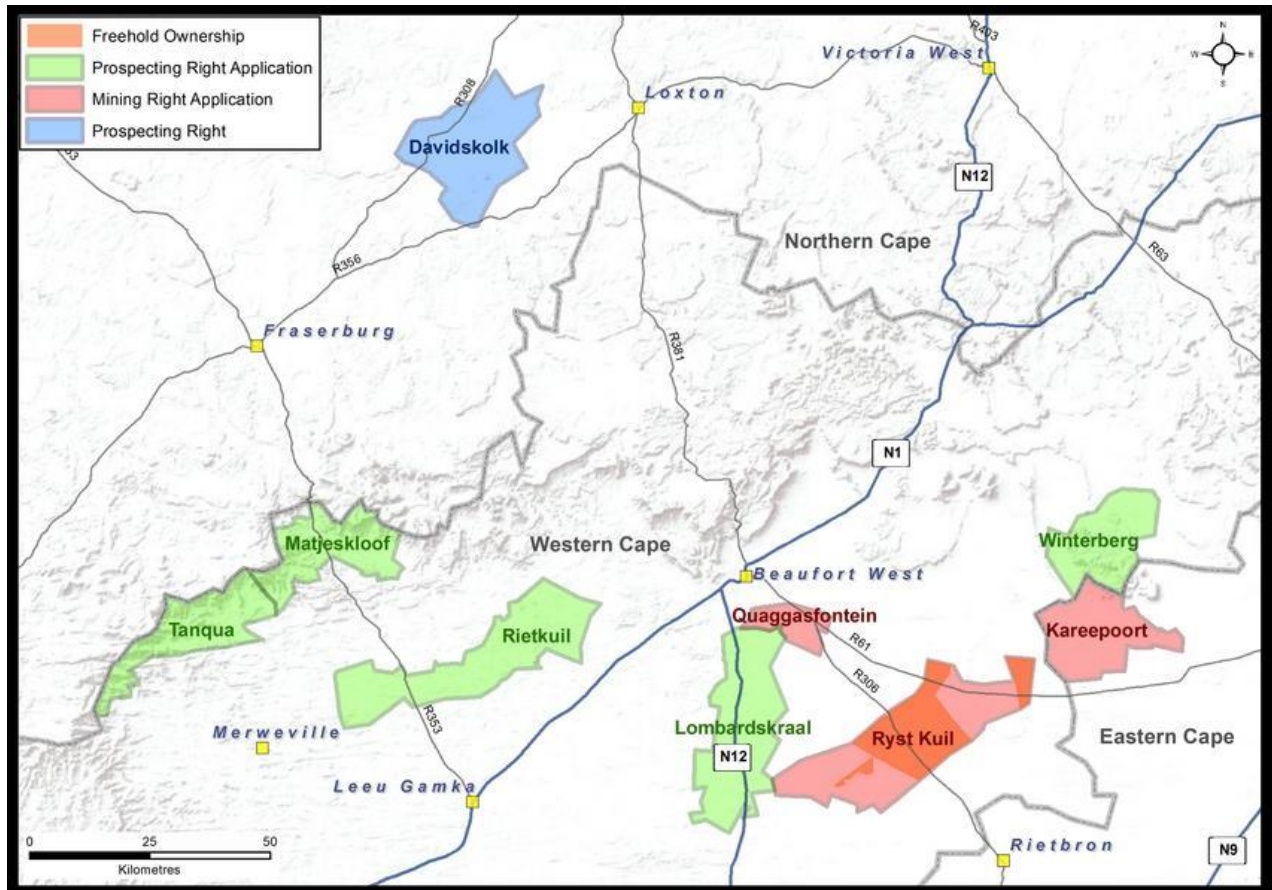 Freehold Ownership
Prospecting Right Application
Mining Right Application
Prospecting Right
R403
Victoria West
N
W
E
S
R308
Loxton
Davidskolk
N12
Northern Cape
R63
R356
Fraserburg
R381
N1
Matjeskloof
Western Cape
Winterberg
Beaufort West
Quaggasfontein
Tanqua
Rietkuil
Kareepoort
R61
R306
R353
Lombardskraal
Merweville
Ryst Kuil
Eastern Cape
N12
Leeu Gamka
Rietbron
N9
0
25
50
Kilometres